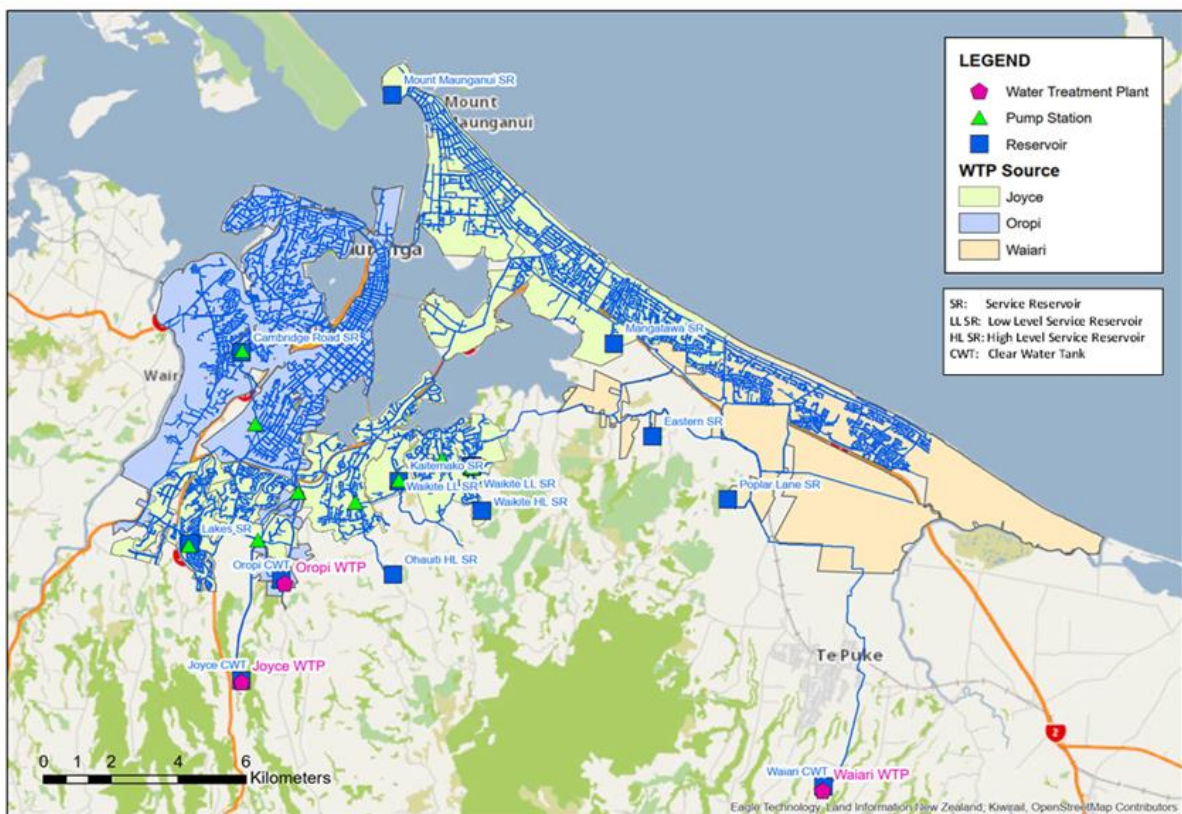 Mount Maunganui SR
Mount
Maunganui
LEGEND
Water Treatment Plant
Pump Station
Reservoir
WTP Source
Joyce
Oropi
Waiari
SR: Service Reservoir
LL SR: Low Level Service Reservoir
HL SR: High Level Service Reservoir
CWT: Clear Water Tank
Cambridge Road SR
Wair
Mangatawa SR
Eastern SR
Kaitemako SR
Waikite LL SR
Waikite LL SR
Waikite HL SR
Poplar Lane SR
Lakes SR
Oropi CWT
Oropi WTP
Ohauiti HL SR
Joyce CWT
Joyce WTP
Te Puke
2
Waiari CWT
Waiari WTP
0 1 2 4 6
Kilometers
Eagle Technology, Land Information New Zealand, Kiwirail, OpenStreetMap Contributors